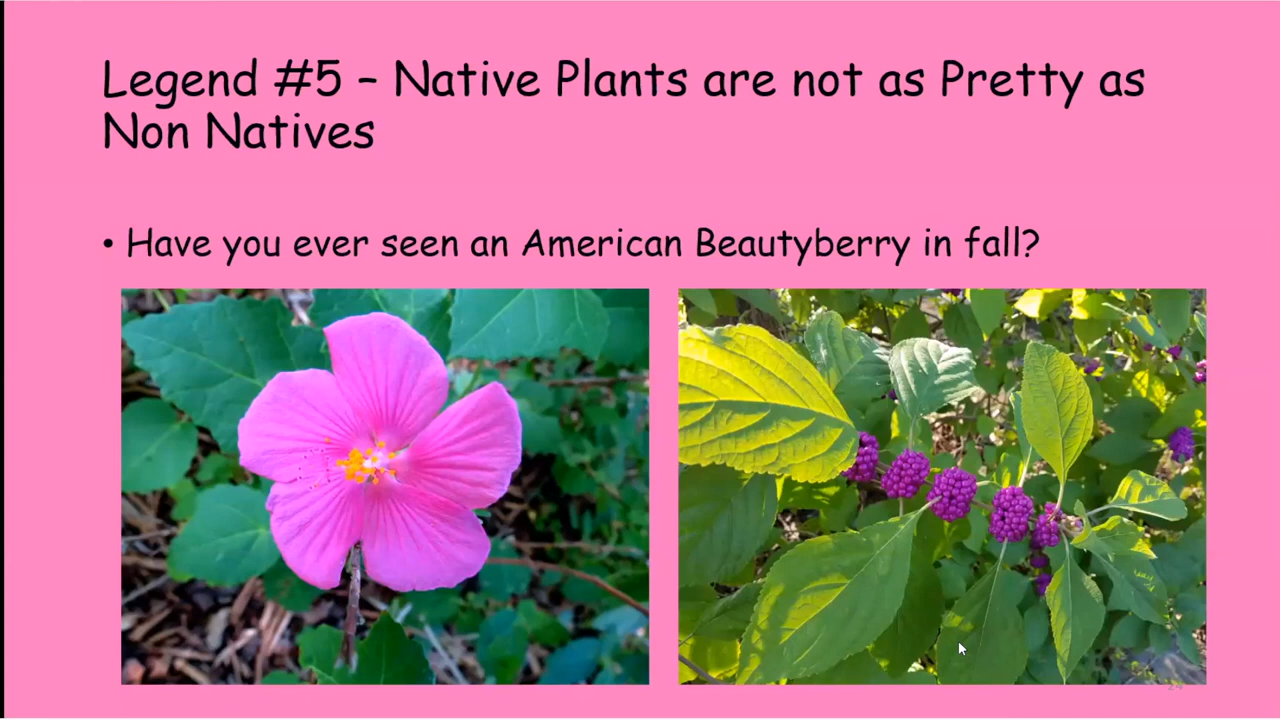 Legend #5 – Native Plants are not as Pretty as
Non Natives
• Have you ever seen an American Beautyberry in fall?
24